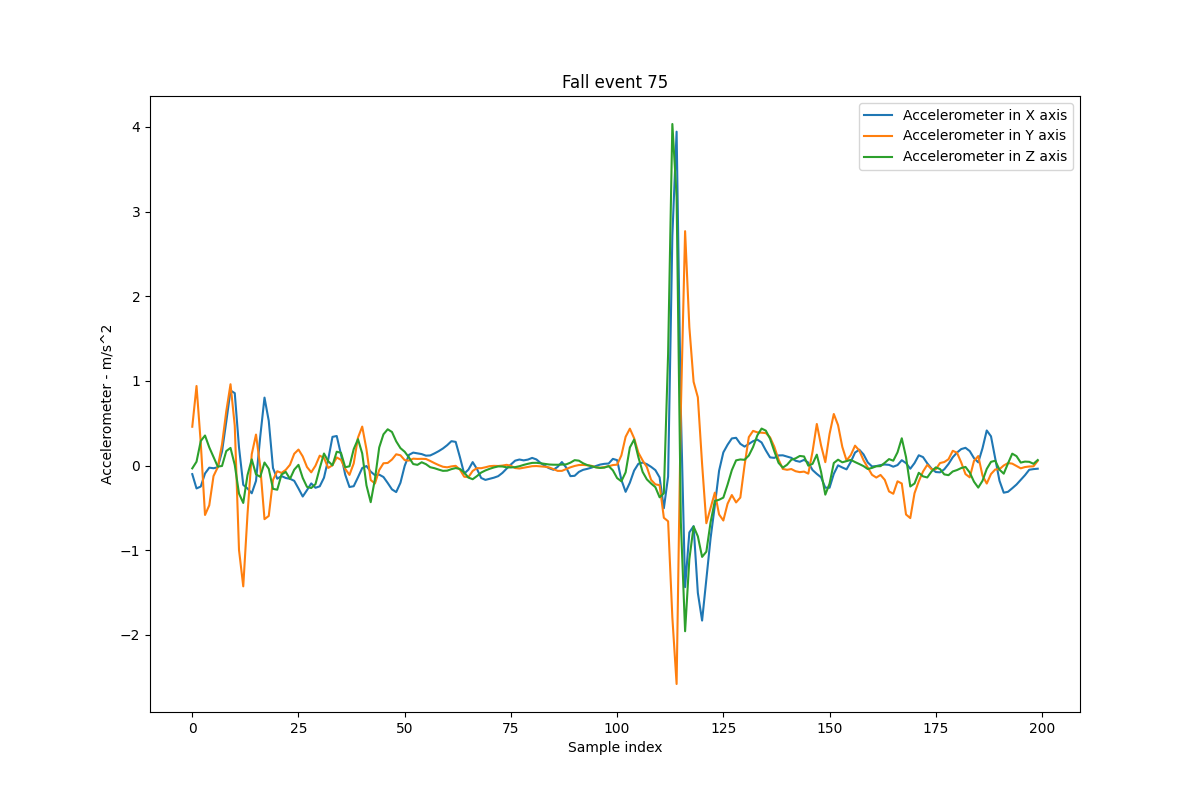 Fall event 75
Accelerometer in X axis
Accelerometer in Y axis
Accelerometer in Z axis
Accelerometer - m/s^2
4
3
2
1
0
−1
−2
0 25 50 75 100 125 150 175 200
Sample index